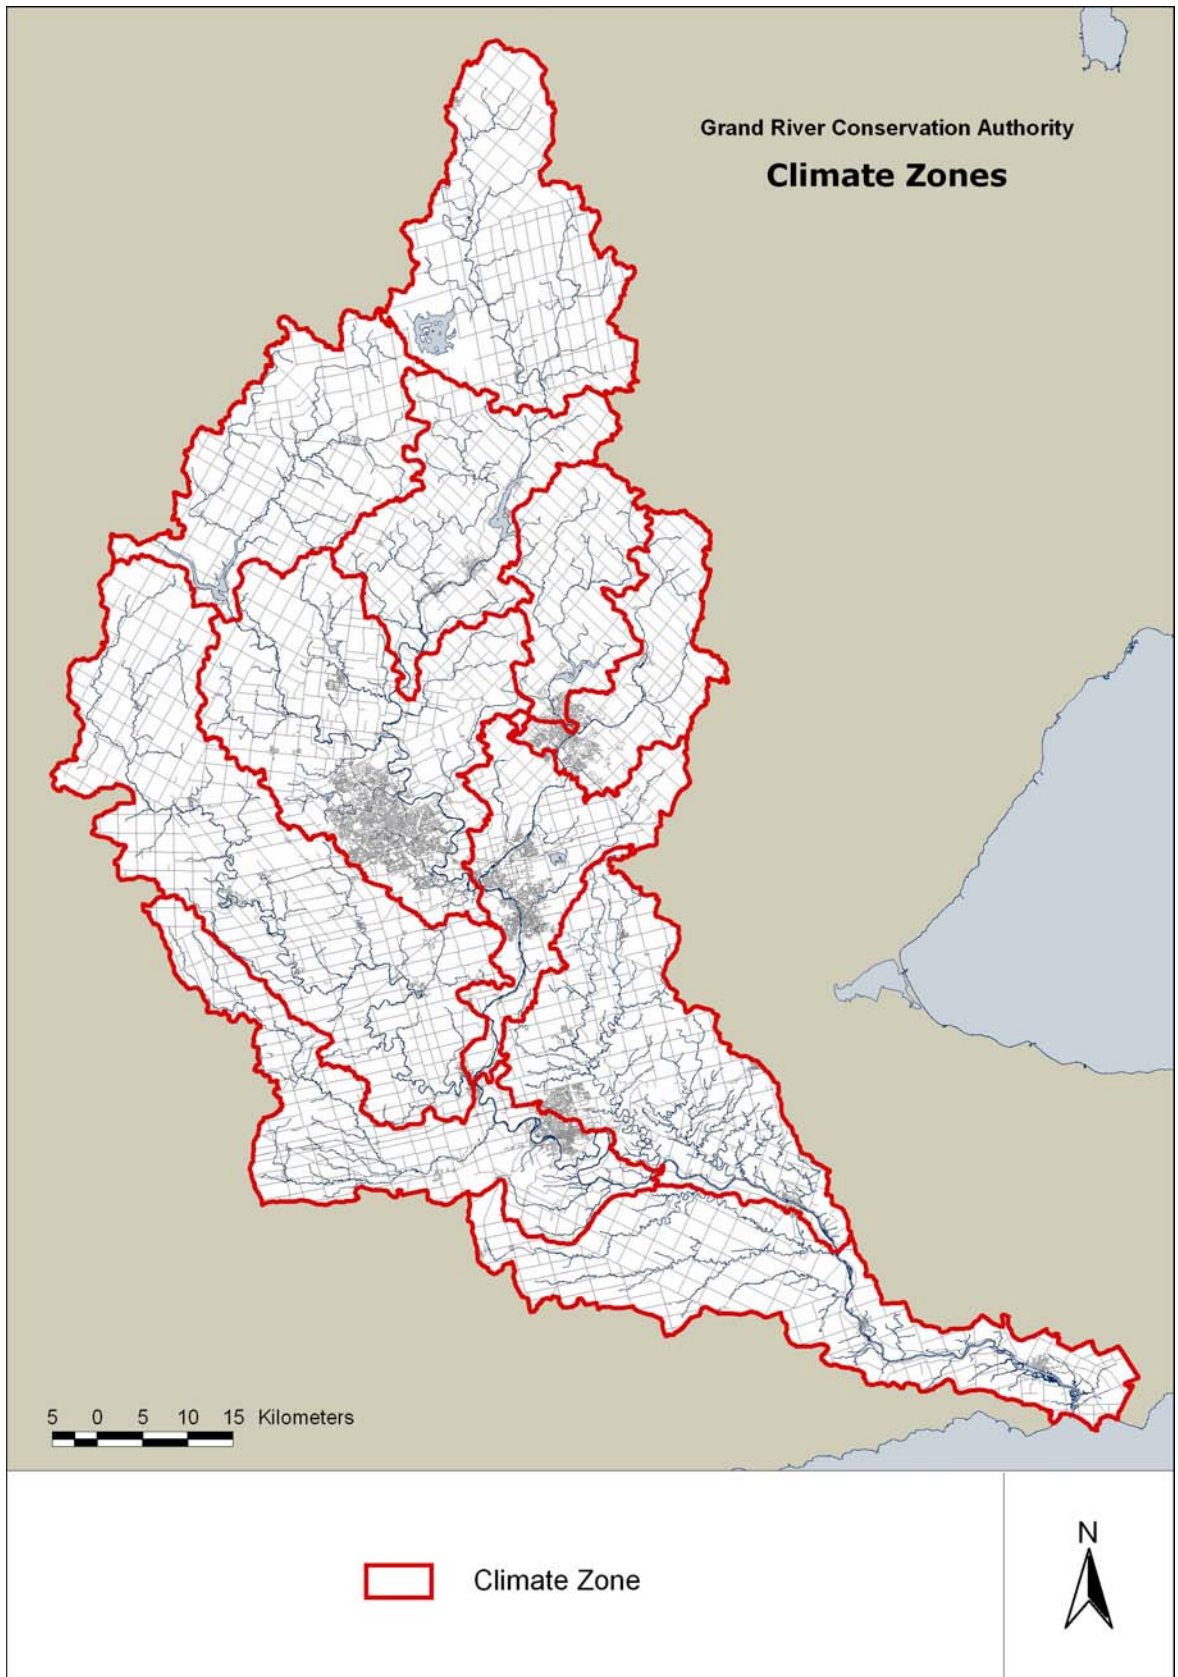 Grand River Conservation Authority
Climate Zones
5 0 5 10 15 Kilometers
Climate Zone
N